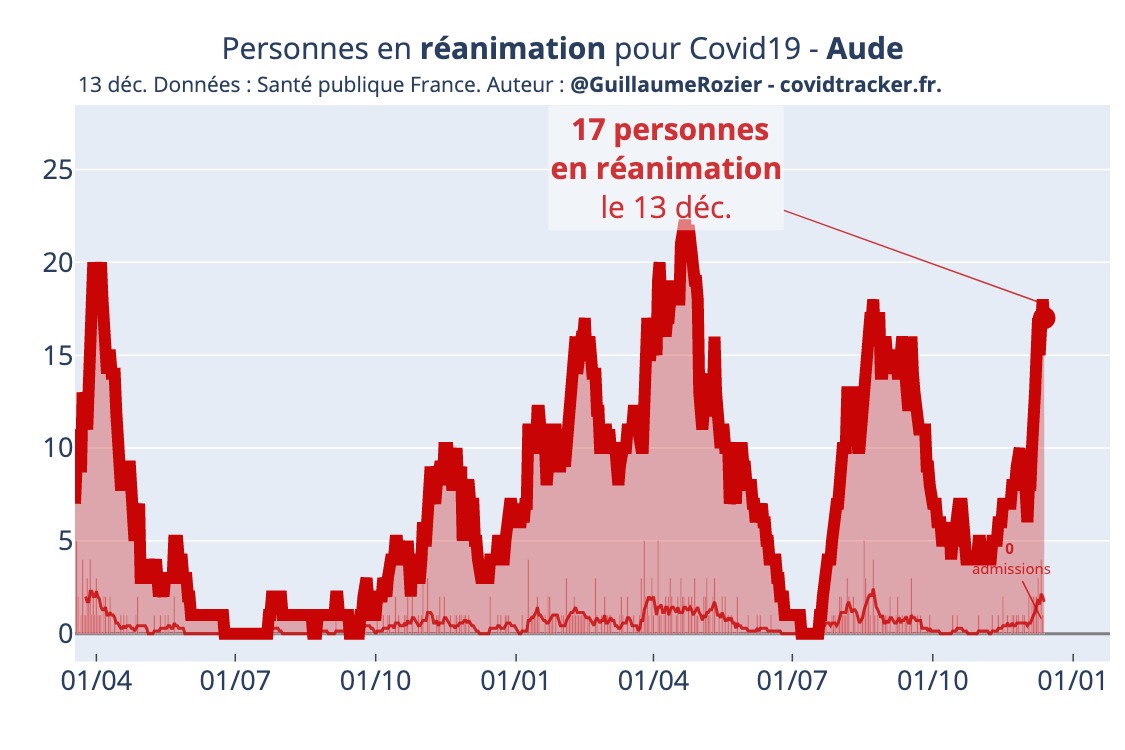 Personnes en réanimation pour Covid19 - Aude
13 déc. Données : Santé publique France. Auteur : @GuillaumeRozier - covidtracker.fr.
17 personnes
en réanimation
le 13 déc.
25
20
15
10
5
0
0
admissions
01/04
01/07
01/10
01/01
01/04
01/07
01/10
01/01